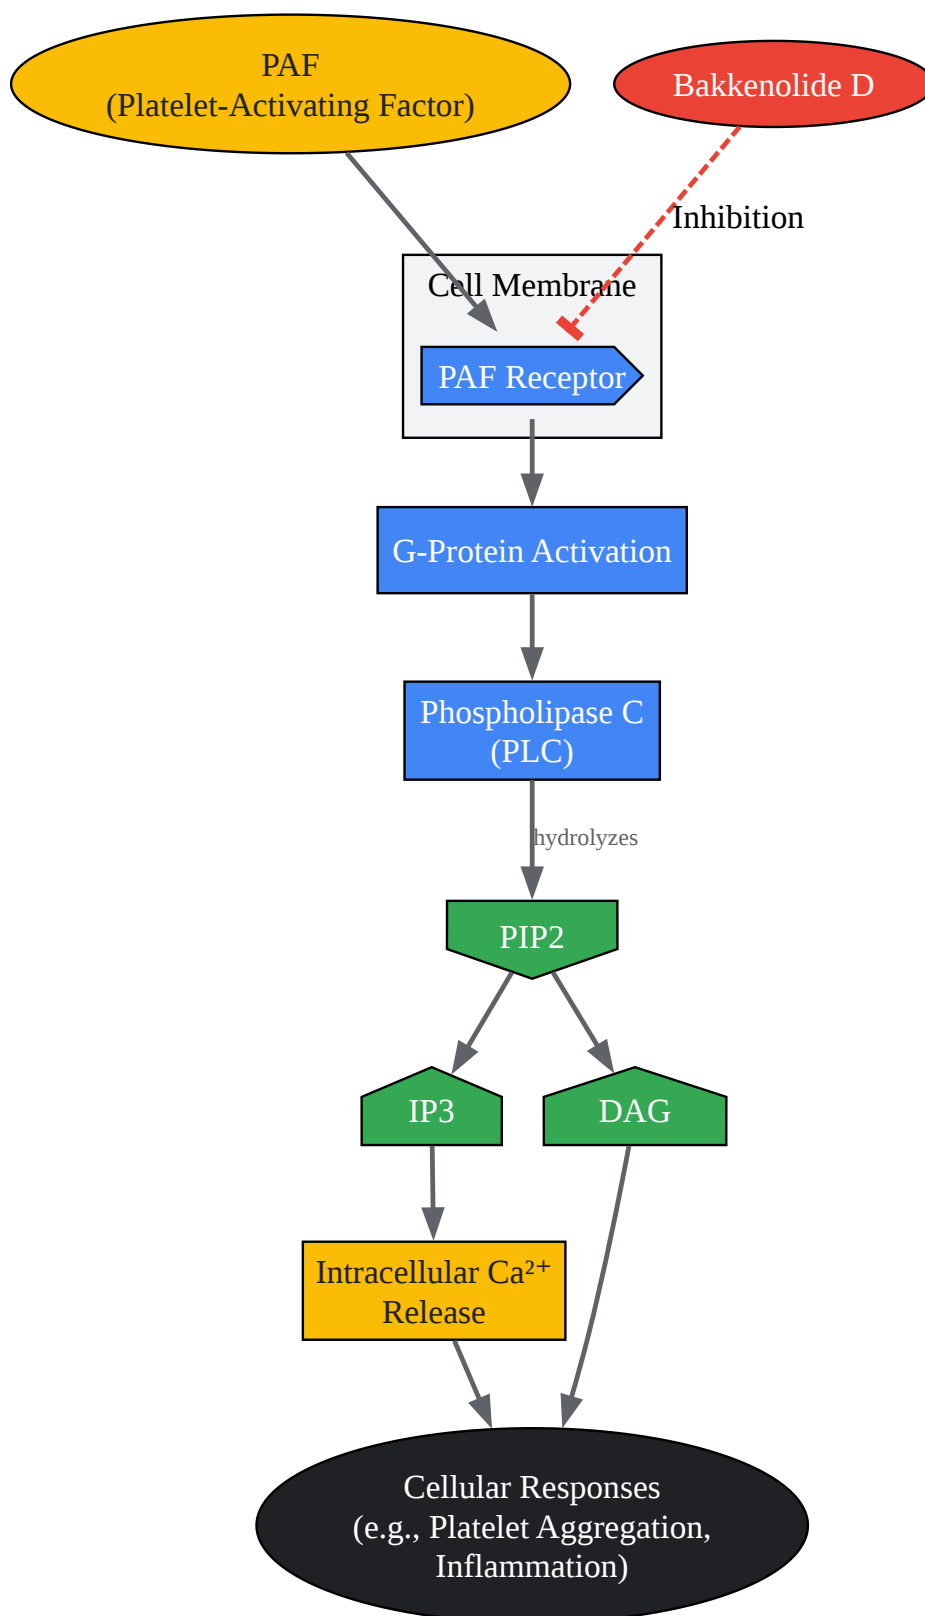 PAF
(Platelet-Activating Factor)
Bakkenolide D
Inhibition
Cell Membrane
PAF Receptor
G-Protein Activation
Phospholipase C
(PLC)
hydrolyzes
PIP2
IP3
DAG
Intracellular Ca²⁺
Release
Cellular Responses
(e.g., Platelet Aggregation,
Inflammation)